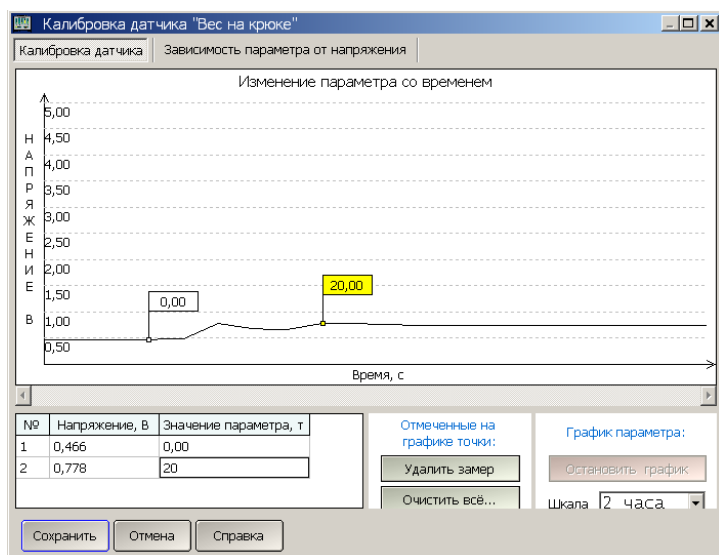 Калибровка датчика "Вес на крюке"
Калибровка датчика
Зависимость параметра от напряжения
Изменение параметра со временем
НАПРЯЖЕНИЕ В
5,00
4,50
4,00
3,50
3,00
2,50
2,00
1,50
1,00
0,50
0,00
20,00
Время, с
№ Напряжение, В Значение параметра, т
1 0,466 0,00
2 0,778 20
Отмеченные на
графике точки:
Удалить замер
Очистить всё...
График параметра:
Остановить график
Шкала 2 часа
Сохранить Отмена Справка